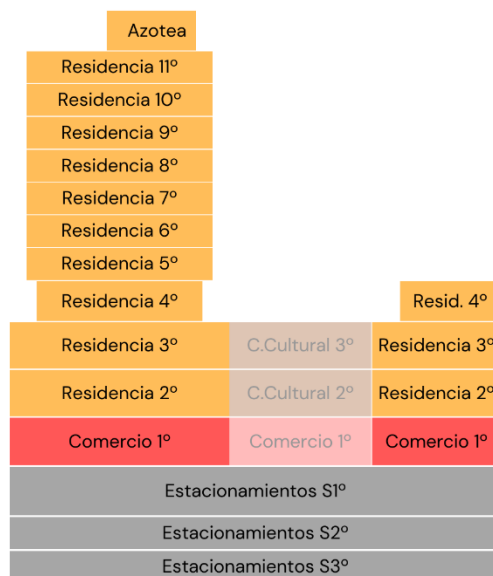 Azotea
Residencia 11º
Residencia 10º
Residencia 9º
Residencia 8º
Residencia 7º
Residencia 6º
Residencia 5º
Residencia 4º Resid. 4º
Residencia 3º C.Cultural 3º Residencia 3º
Residencia 2º C.Cultural 2º Residencia 2º
Comercio 1º Comercio 1º Comercio 1º
Estacionamientos S1º
Estacionamientos S2º
Estacionamientos S3º